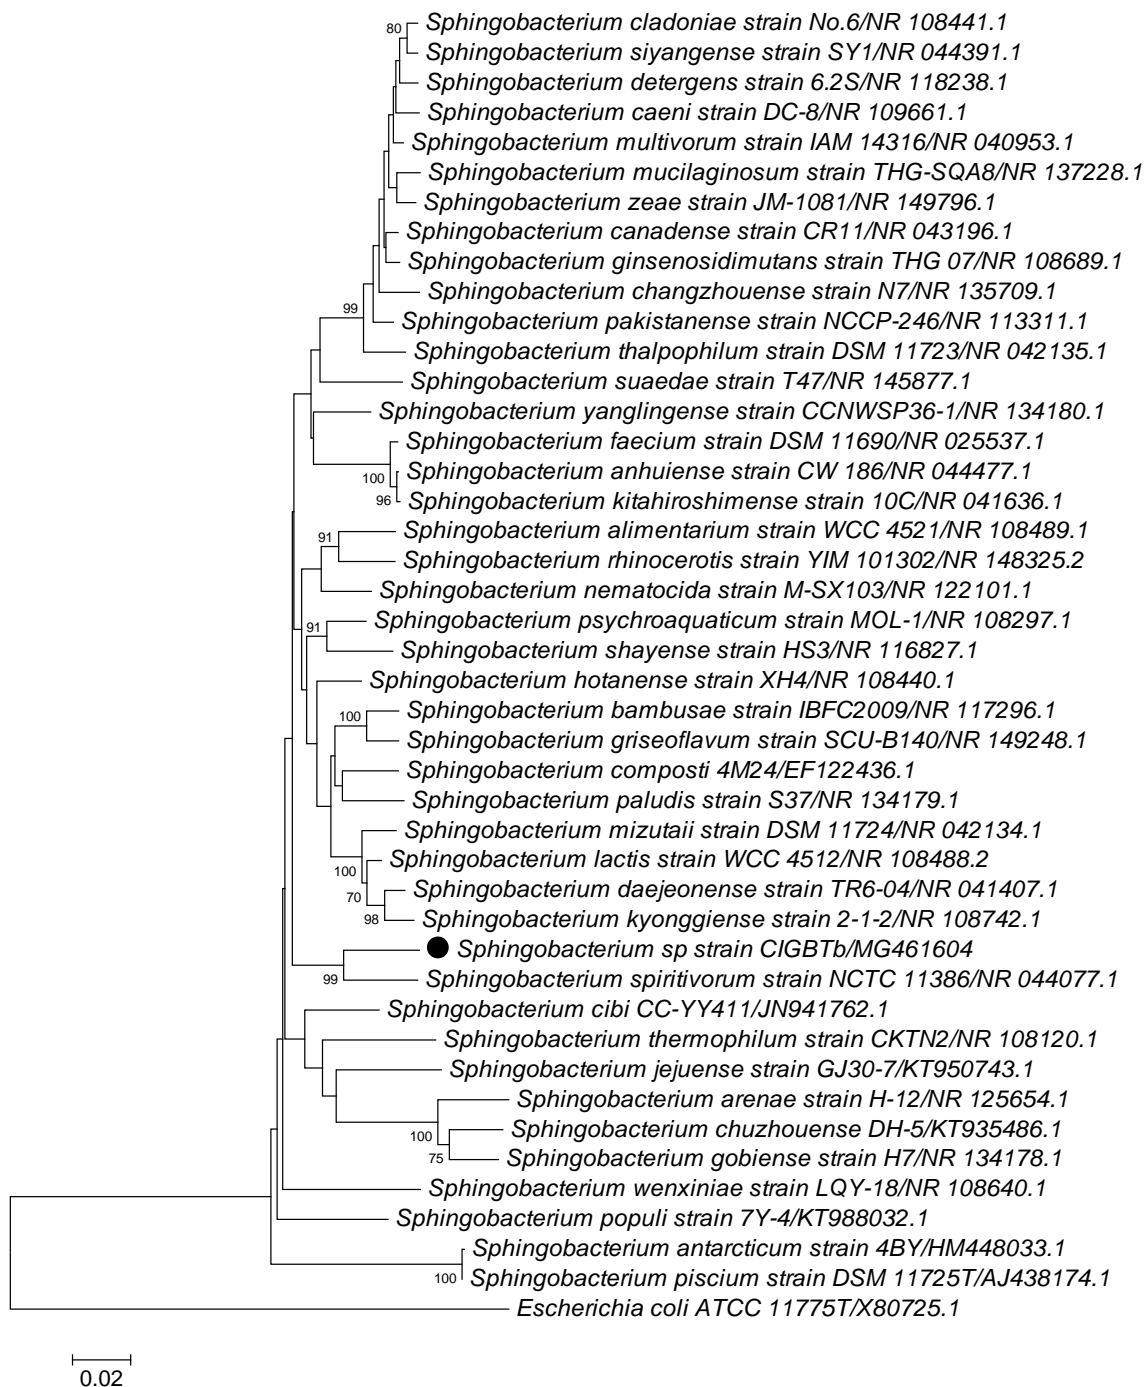 80
Sphingobacterium cladoniae strain No.6/NR 108441.1
Sphingobacterium siyangense strain SY1/NR 044391.1
Sphingobacterium detergens strain 6.2S/NR 118238.1
Sphingobacterium caeni strain DC-8/NR 109661.1
Sphingobacterium multivorum strain IAM 14316/NR 040953.1
Sphingobacterium mucilaginosum strain THG-SQA8/NR 137228.1
Sphingobacterium zeae strain JM-1081/NR 149796.1
Sphingobacterium canadense strain CR11/NR 043196.1
Sphingobacterium ginsenosidimutans strain THG 07/NR 108689.1
Sphingobacterium changzhouense strain N7/NR 135709.1
99
Sphingobacterium pakistanense strain NCCP-246/NR 113311.1
Sphingobacterium thalpophilum strain DSM 11723/NR 042135.1
Sphingobacterium suaedae strain T47/NR 145877.1
Sphingobacterium yanglingense strain CCNWSP36-1/NR 134180.1
Sphingobacterium faecium strain DSM 11690/NR 025537.1
Sphingobacterium anhuiense strain CW 186/NR 044477.1
100
Sphingobacterium kitahiroshimense strain 10C/NR 041636.1
96
Sphingobacterium alimentarium strain WCC 4521/NR 108489.1
91
Sphingobacterium rhinocerotis strain YIM 101302/NR 148325.2
Sphingobacterium nematocida strain M-SX103/NR 122101.1
Sphingobacterium psychroaquaticum strain MOL-1/NR 108297.1
91
Sphingobacterium shayense strain HS3/NR 116827.1
Sphingobacterium hotanense strain XH4/NR 108440.1
Sphingobacterium bambusae strain IBFC2009/NR 117296.1
100
Sphingobacterium griseoflavum strain SCU-B140/NR 149248.1
Sphingobacterium composti 4M24/EF122436.1
Sphingobacterium paludis strain S37/NR 134179.1
Sphingobacterium mizutaii strain DSM 11724/NR 042134.1
Sphingobacterium lactis strain WCC 4512/NR 108488.2
100
Sphingobacterium daejeonense strain TR6-04/NR 041407.1
70
Sphingobacterium kyonggiense strain 2-1-2/NR 108742.1
98
Sphingobacterium sp strain CIGBTb/MG461604
Sphingobacterium spiritivorum strain NCTC 11386/NR 044077.1
99
Sphingobacterium cibi CC-YY411/JN941762.1
Sphingobacterium thermophilum strain CKTN2/NR 108120.1
Sphingobacterium jejuense strain GJ30-7/KT950743.1
Sphingobacterium arenae strain H-12/NR 125654.1
Sphingobacterium chuzhouense DH-5/KT935486.1
100
Sphingobacterium gobiense strain H7/NR 134178.1
75
Sphingobacterium wenxiniae strain LQY-18/NR 108640.1
Sphingobacterium populi strain 7Y-4/KT988032.1
Sphingobacterium antarcticum strain 4BY/HM448033.1
Sphingobacterium piscium strain DSM 11725T/AJ438174.1
100
Escherichia coli ATCC 11775T/X80725.1
0.02